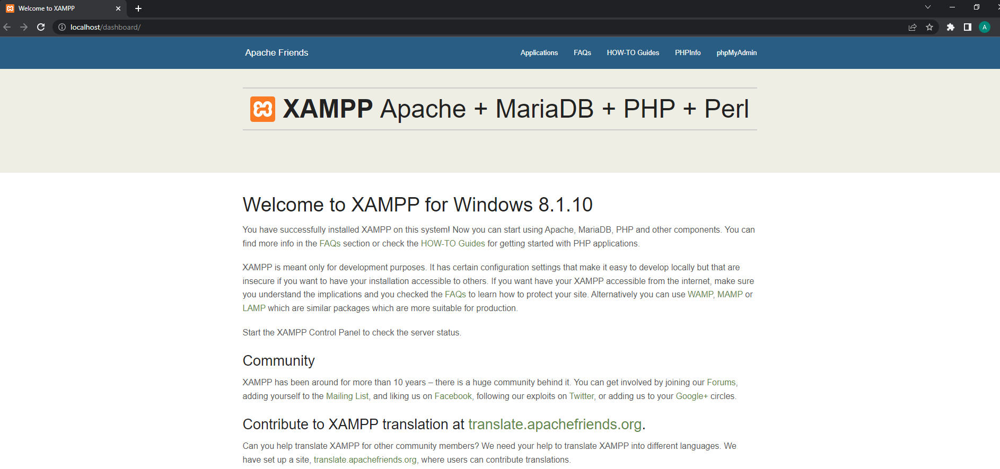 Welcome to XAMPP
localhost/dashboard/
A
Apache Friends
Applications
FAQs
HOW-TO Guides
PHPInfo
phpMyAdmin
XAMPP Apache + MariaDB + PHP + Perl
Welcome to XAMPP for Windows 8.1.10
You have successfully installed XAMPP on this system! Now you can start using Apache, MariaDB, PHP and other components. You can
find more info in the FAQs section or check the HOW-TO Guides for getting started with PHP applications.
XAMPP is meant only for development purposes. It has certain configuration settings that make it easy to develop locally but that are
insecure if you want to have your installation accessible to others. If you want have your XAMPP accessible from the internet, make sure
you understand the implications and you checked the FAQs to learn how to protect your site. Alternatively you can use WAMP, MAMP or
LAMP which are similar packages which are more suitable for production.
Start the XAMPP Control Panel to check the server status.
Community
XAMPP has been around for more than 10 years – there is a huge community behind it. You can get involved by joining our Forums,
adding yourself to the Mailing List, and liking us on Facebook, following our exploits on Twitter, or adding us to your Google+ circles.
Contribute to XAMPP translation at translate.apachefriends.org.
Can you help translate XAMPP for other community members? We need your help to translate XAMPP into different languages. We
have set up a site, translate.apachefriends.org, where users can contribute translations.